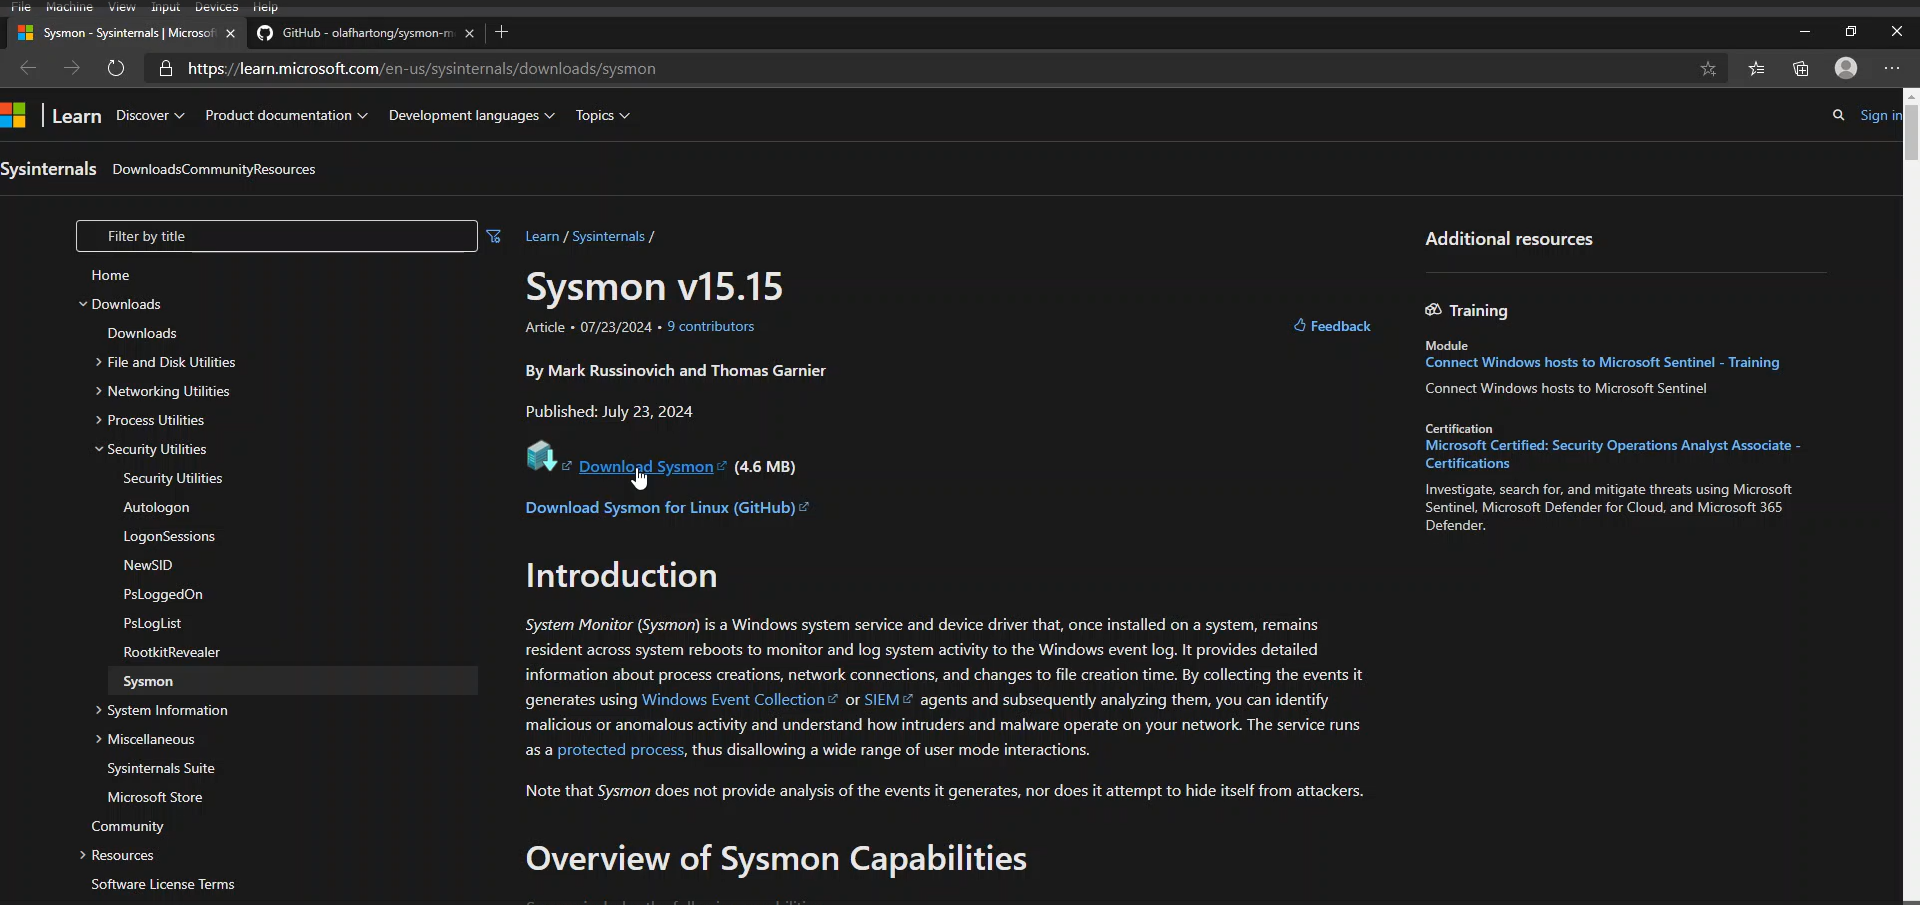 File Machine View Input Devices Help
Sysmon - Sysinternals | Microsof
GitHub - olafhartong/sysmon-m
https://learn.microsoft.com/en-us/sysinternals/downloads/sysmon
Learn Discover Product documentation Development languages Topics Sign in
Sysinternals DownloadsCommunityResources
Filter by title
Home
Downloads
Downloads
File and Disk Utilities
Networking Utilities
Process Utilities
Security Utilities
Security Utilities
Autologon
LogonSessions
NewSID
PsLoggedOn
PsLogList
RootkitRevealer
Sysmon
System Information
Miscellaneous
Sysinternals Suite
Microsoft Store
Community
Resources
Software License Terms
Learn / Sysinternals /
Sysmon v15.15
Article • 07/23/2024 • 9 contributors
Feedback
By Mark Russinovich and Thomas Garnier
Published: July 23, 2024
Download Sysmon (4.6 MB)
Download Sysmon for Linux (GitHub)
Introduction
System Monitor (Sysmon) is a Windows system service and device driver that, once installed on a system, remains
resident across system reboots to monitor and log system activity to the Windows event log. It provides detailed
information about process creations, network connections, and changes to file creation time. By collecting the events it
generates using Windows Event Collection or SIEM agents and subsequently analyzing them, you can identify
malicious or anomalous activity and understand how intruders and malware operate on your network. The service runs
as a protected process, thus disallowing a wide range of user mode interactions.
Note that Sysmon does not provide analysis of the events it generates, nor does it attempt to hide itself from attackers.
Overview of Sysmon Capabilities
Additional resources
Training
Module
Connect Windows hosts to Microsoft Sentinel - Training
Connect Windows hosts to Microsoft Sentinel
Certification
Microsoft Certified: Security Operations Analyst Associate -
Certifications
Investigate, search for, and mitigate threats using Microsoft
Sentinel, Microsoft Defender for Cloud, and Microsoft 365
Defender.